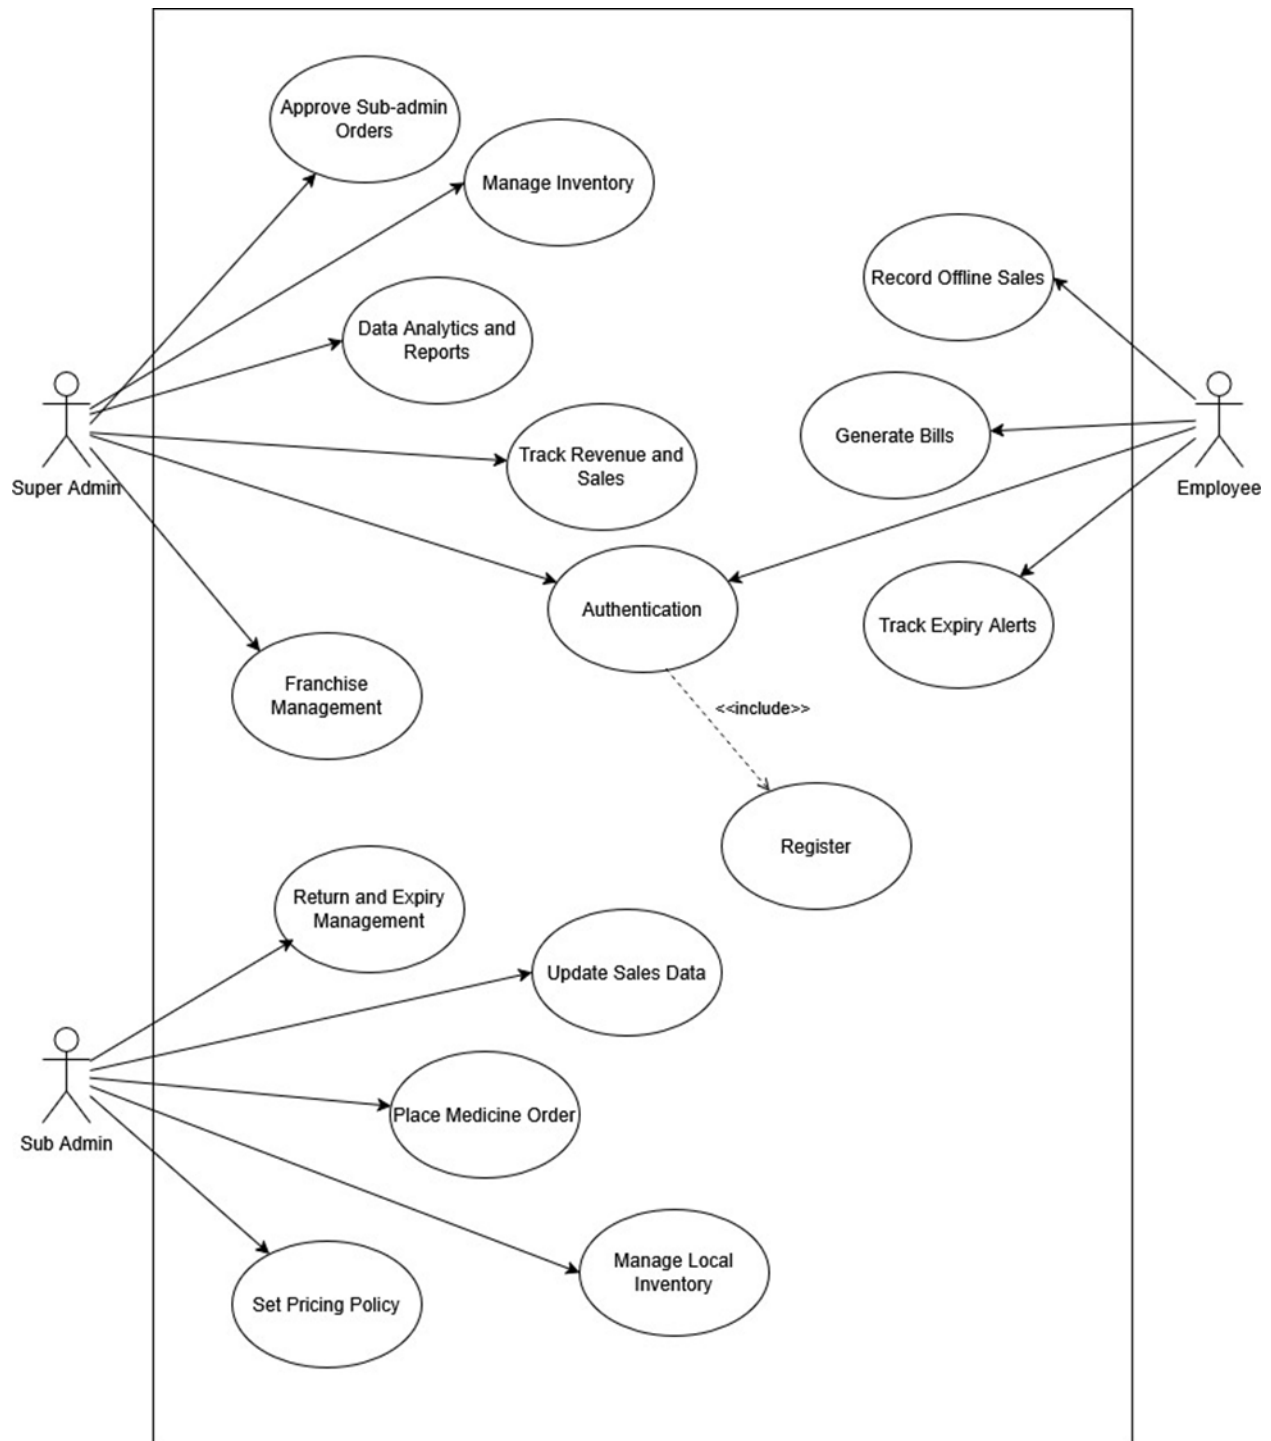 Approve Sub-admin
Orders
Manage Inventory
Record Offline Sales
Data Analytics and
Reports
Generate Bills
Track Revenue and
Sales
Super Admin
Employee
Authentication
Track Expiry Alerts
Franchise
Management
<<include>>
Register
Return and Expiry
Management
Update Sales Data
Place Medicine Order
Sub Admin
Manage Local
Inventory
Set Pricing Policy